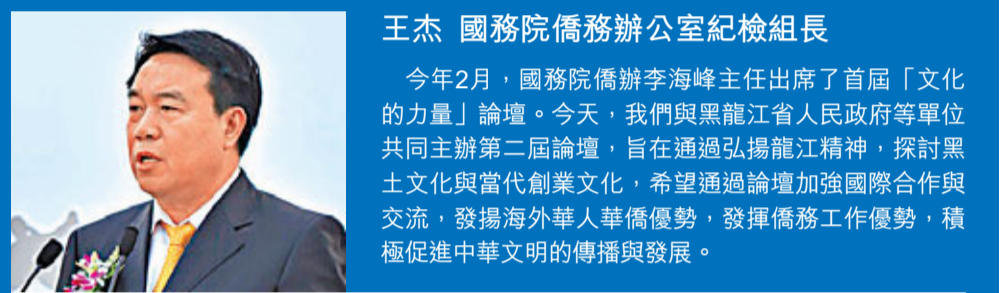 王杰 國務院僑務辦公室紀檢組長
今年2月，國務院僑辦李海峰主任出席了首屆「文化
的力量」論壇。今天，我們與黑龍江省人民政府等單位
共同主辦第二屆論壇，旨在通過弘揚龍江精神，探討黑
土文化與當代創業文化，希望通過論壇加強國際合作與
交流，發揚海外華人華僑優勢，發揮僑務工作優勢，積
極促進中華文明的傳播與發展。